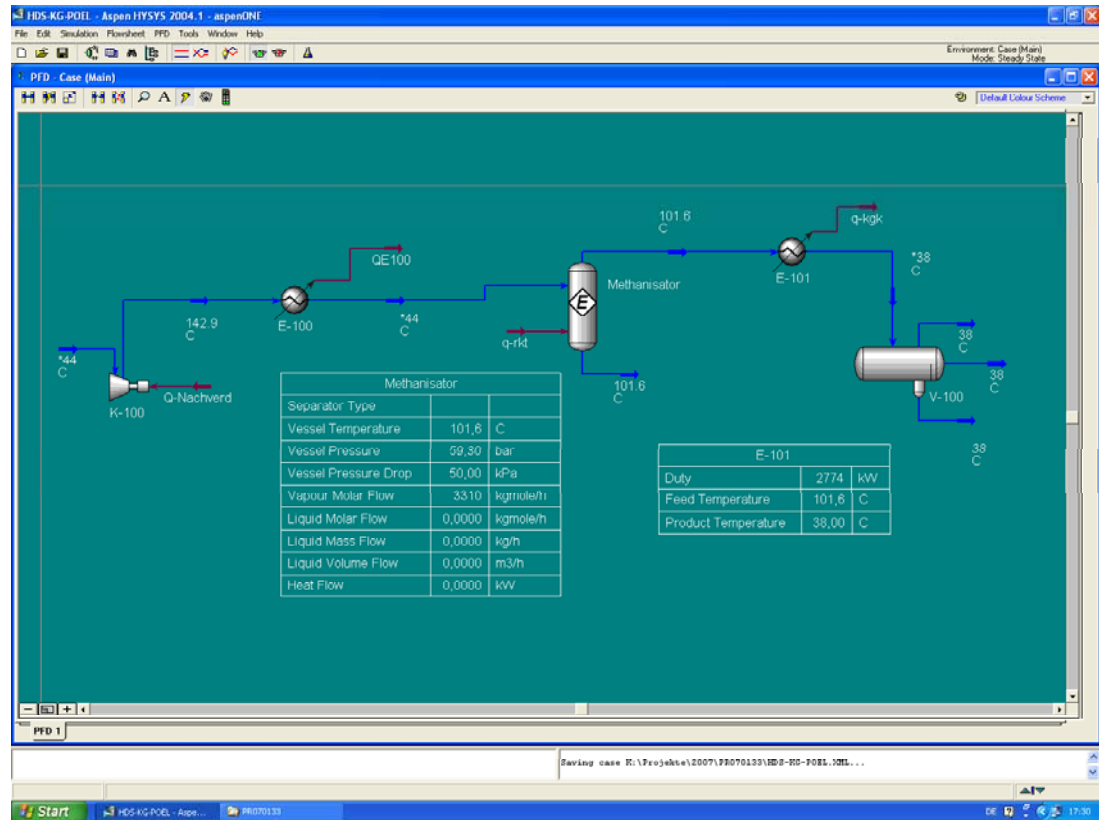 HDS-KG-POEL - Aspen HYSYS 2004.1 - aspenONE
File Edit Simulation Flowsheet PFD Tools Window Help
Environment: Case (Main)
Mode: Steady State
PFD - Case (Main)
A
Default Colour Scheme
101.6
C
q-kgk
QE100
*38
C
E-101
Methanisator
E
142.9
C
E-100
*44
C
q-rkt
38
C
*44
C
38
C
101.6
C
K-100
Q-Nachverd
V-100
38
C
Methanisator
Separator Type
Vessel Temperature 101,6 C
Vessel Pressure 59,30 bar
Vessel Pressure Drop 50,00 kPa
Vapour Molar Flow 3310 kgmole/h
Liquid Molar Flow 0,0000 kgmole/h
Liquid Mass Flow 0,0000 kg/h
Liquid Volume Flow 0,0000 m3/h
Heat Flow 0,0000 kW
E-101
Duty 2774 kW
Feed Temperature 101,6 C
Product Temperature 38,00 C
PFD 1
Saving case K:\Projekte\2007\PR070133\HDS-KG-POEL.XML...
Start HDS-KG-POEL - Aspe... PR070133 DE 17:30